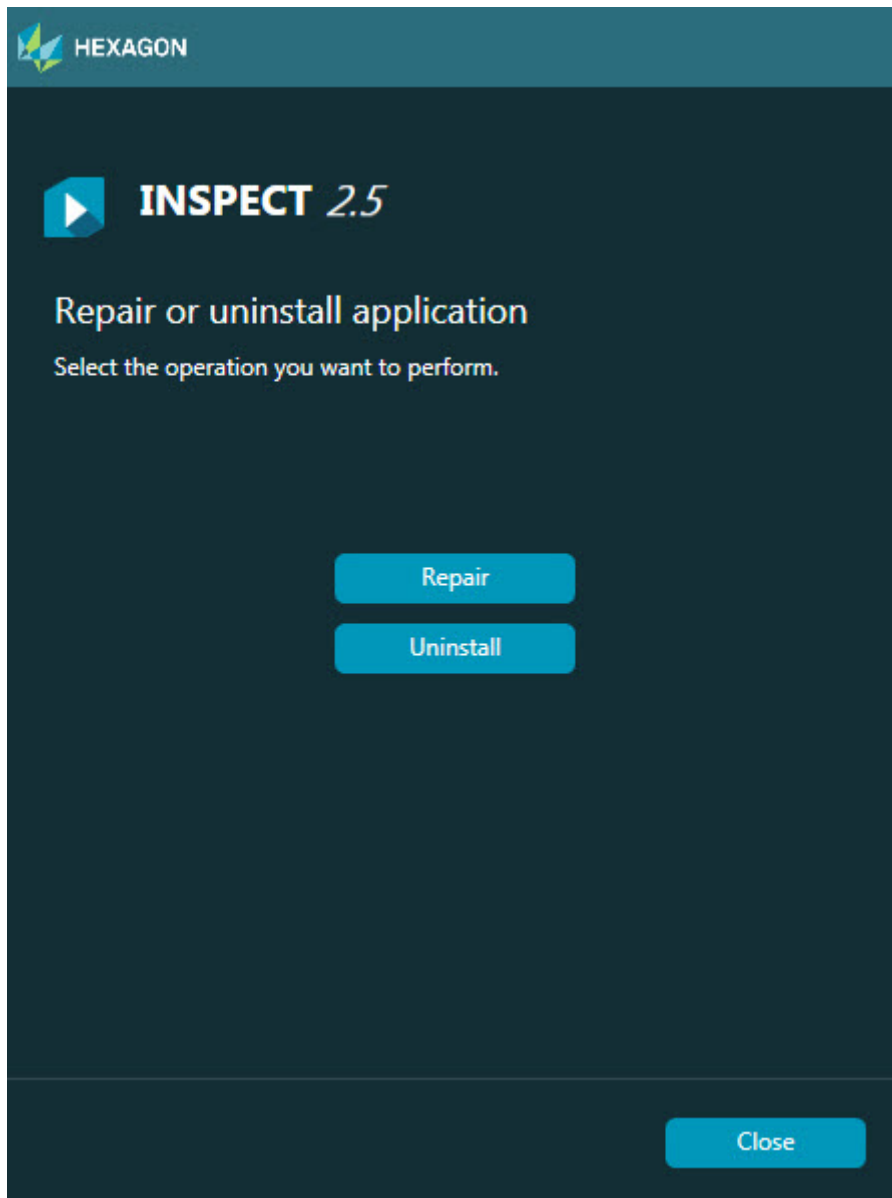 HEXAGON
INSPECT 2.5
Repair or uninstall application
Select the operation you want to perform.
Repair
Uninstall
Close